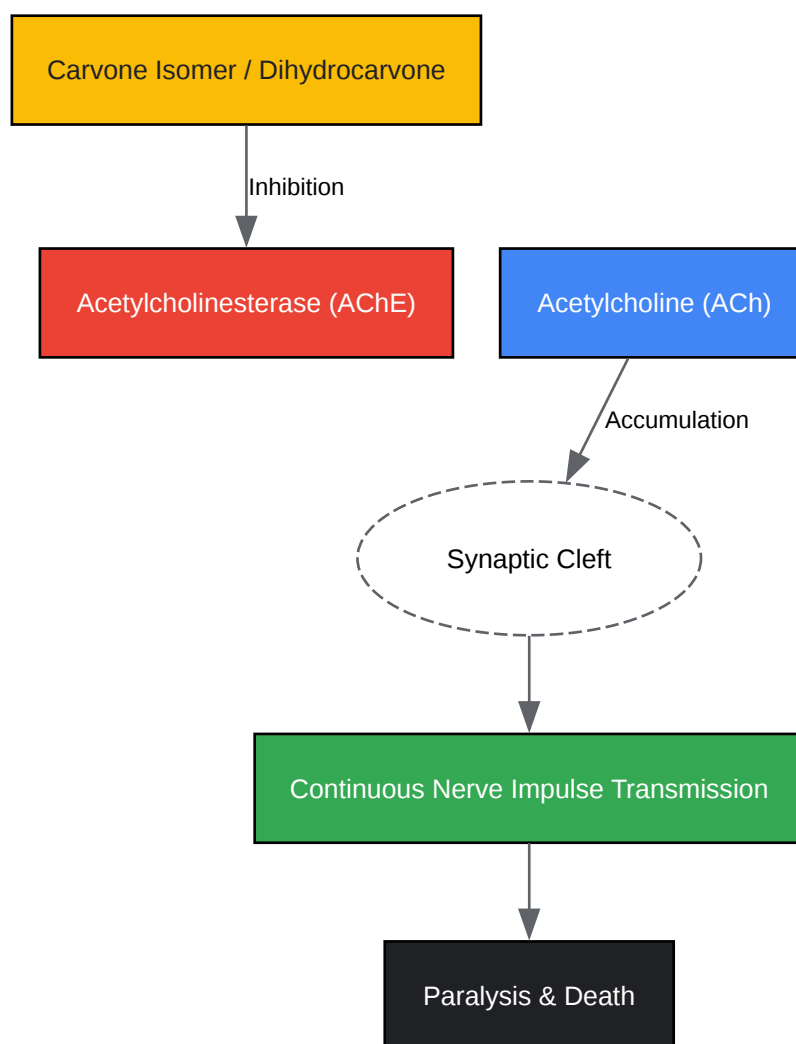 Carvone Isomer / Dihydrocarvone
Inhibition
Acetylcholinesterase (AChE)
Acetylcholine (ACh)
Accumulation
Synaptic Cleft
Continuous Nerve Impulse Transmission
Paralysis & Death